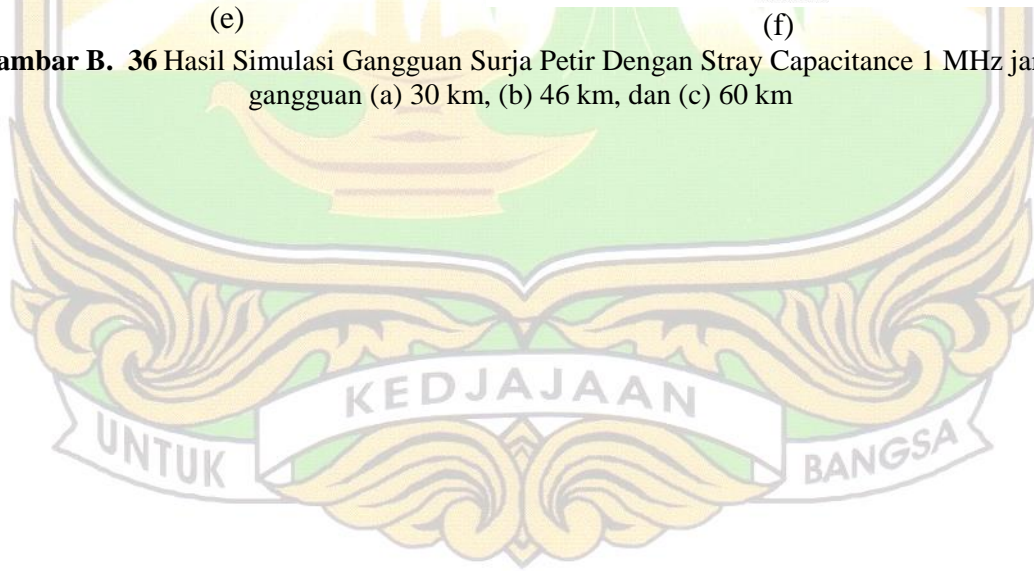 (e) (f)
ambar B. 36 Hasil Simulasi Gangguan Surja Petir Dengan Stray Capacitance 1 MHz
gangguan (a) 30 km, (b) 46 km, dan (c) 60 km
UNTUK KEDJAJAAN BANGSA